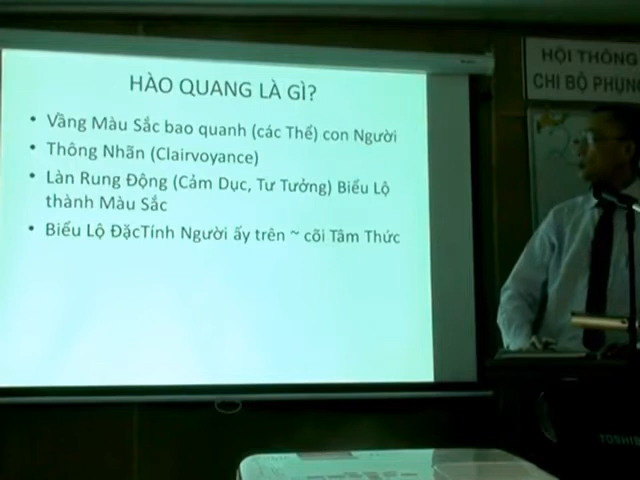 HÀO QUANG LÀ GÌ?
• Vầng Màu Sắc bao quanh (các Thể) con Người
• Thông Nhãn (Clairvoyance)
• Làn Rung Động (Cảm Dục, Tư Tưởng) Biểu Lộ
thành Màu Sắc
• Biểu Lộ ĐặcTính Người ấy trên ~ cõi Tâm Thức
HỘI THÔNG
CHI BỘ PHỤNG
TOSHIB